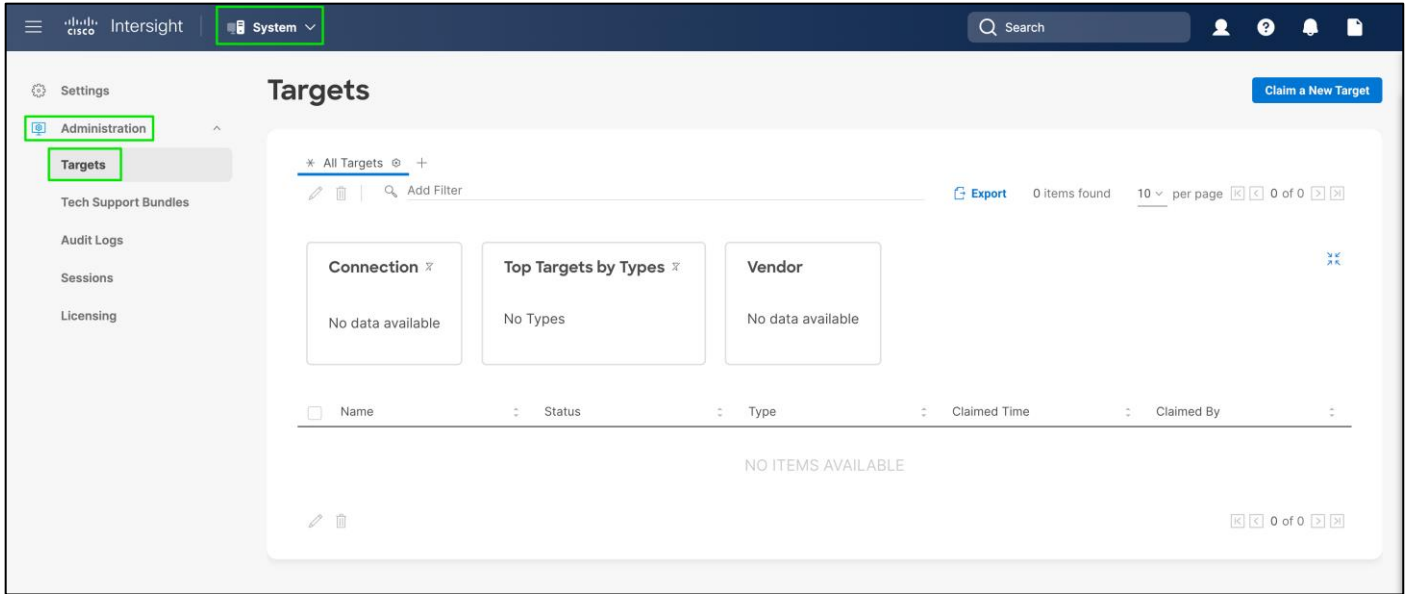 cisco Intersight System Search
Settings
Administration
Targets
Tech Support Bundles
Audit Logs
Sessions
Licensing
Targets
Claim a New Target
All Targets
Add Filter
Export 0 items found 10 per page 0 of 0
Connection Top Targets by Types Vendor
No data available No Types No data available
Name Status Type Claimed Time Claimed By
NO ITEMS AVAILABLE
0 of 0